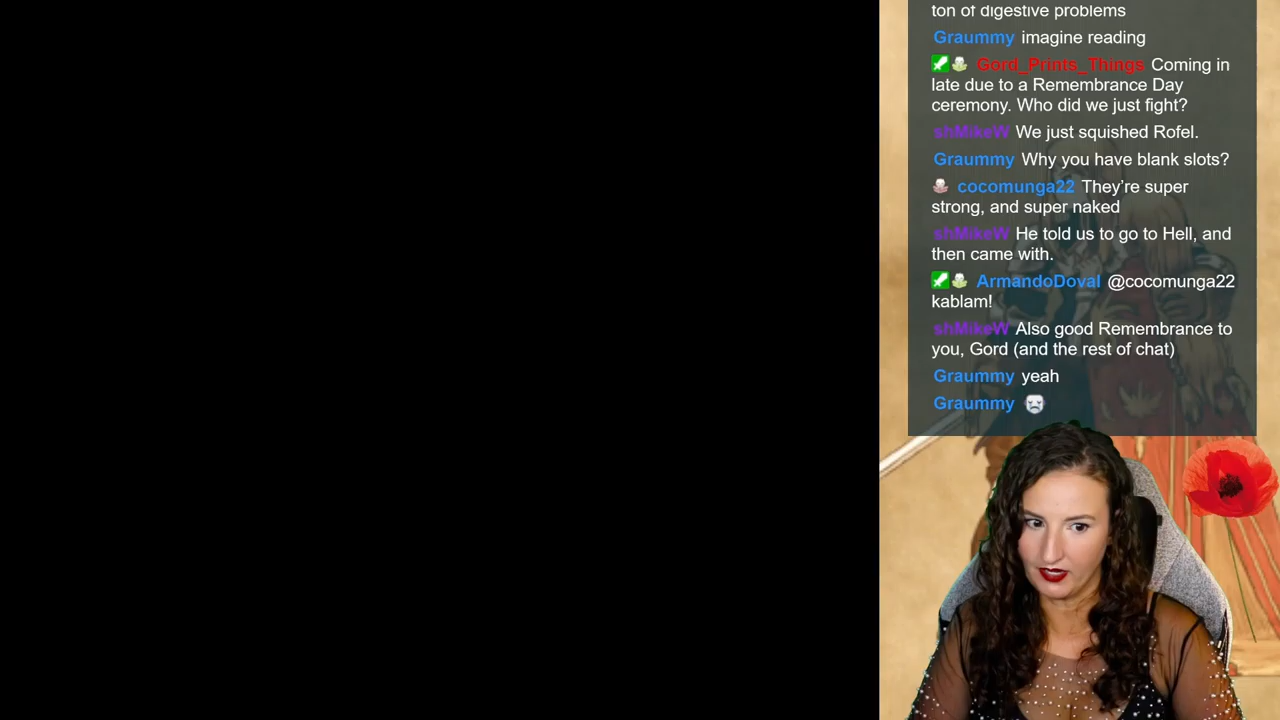 ton of digestive problems
Graummy imagine reading
Gord_Prints_Things Coming in
late due to a Remembrance Day
ceremony. Who did we just fight?
shMikeW We just squished Rofel.
Graummy Why you have blank slots?
cocomunga22 They’re super
strong, and super naked
shMikeW He told us to go to Hell, and
then came with.
ArmandoDoval @cocomunga22
kablam!
shMikeW Also good Remembrance to
you, Gord (and the rest of chat)
Graummy yeah
Graummy